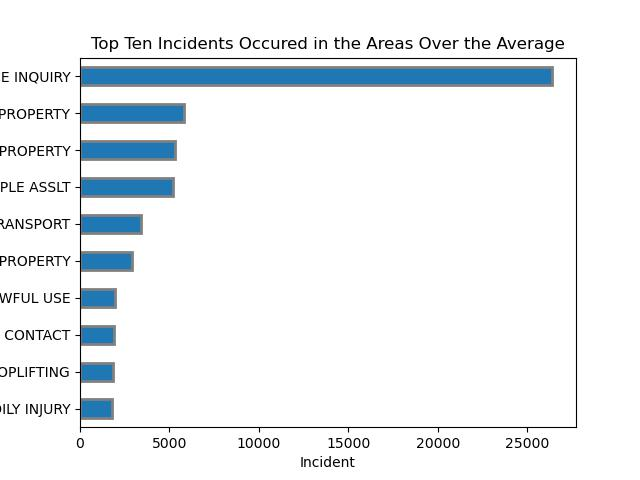 Top Ten Incidents Occured in the Areas Over the Average
E INQUIRY
PROPERTY
PROPERTY
PLE ASSLT
RANSPORT
PROPERTY
WFUL USE
CONTACT
OPLIFTING
ILY INJURY
0 5000 10000 15000 20000 25000
Incident